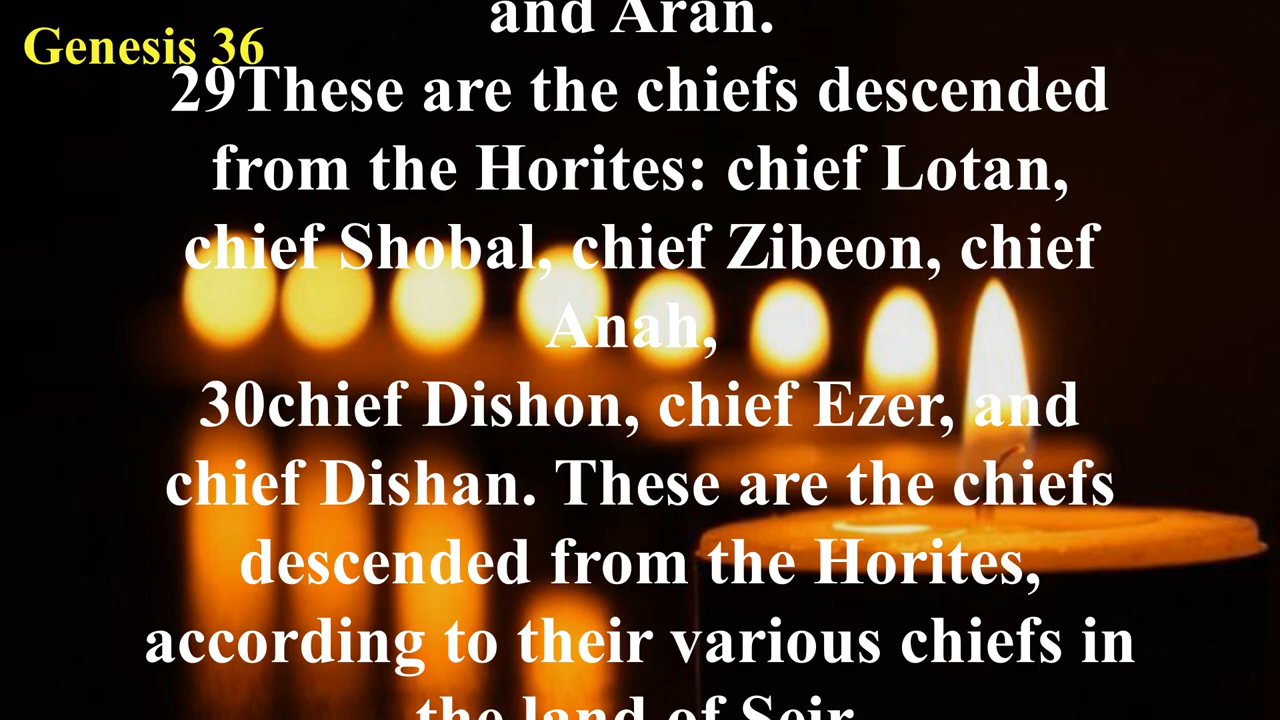 and Aran.
Genesis 36
29These are the chiefs descended
from the Horites: chief Lotan,
chief Shobal, chief Zibeon, chief
Anah,
30chief Dishon, chief Ezer, and
chief Dishan. These are the chiefs
descended from the Horites,
according to their various chiefs in
the land of Seir